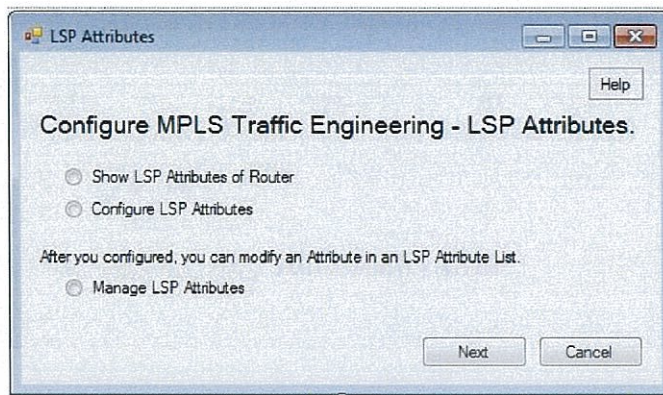 LSP Attributes
Help
Configure MPLS Traffic Engineering - LSP Attributes.
Show LSP Attributes of Router
Configure LSP Attributes
After you configured, you can modify an Attribute in an LSP Attribute List.
Manage LSP Attributes
Next
Cancel